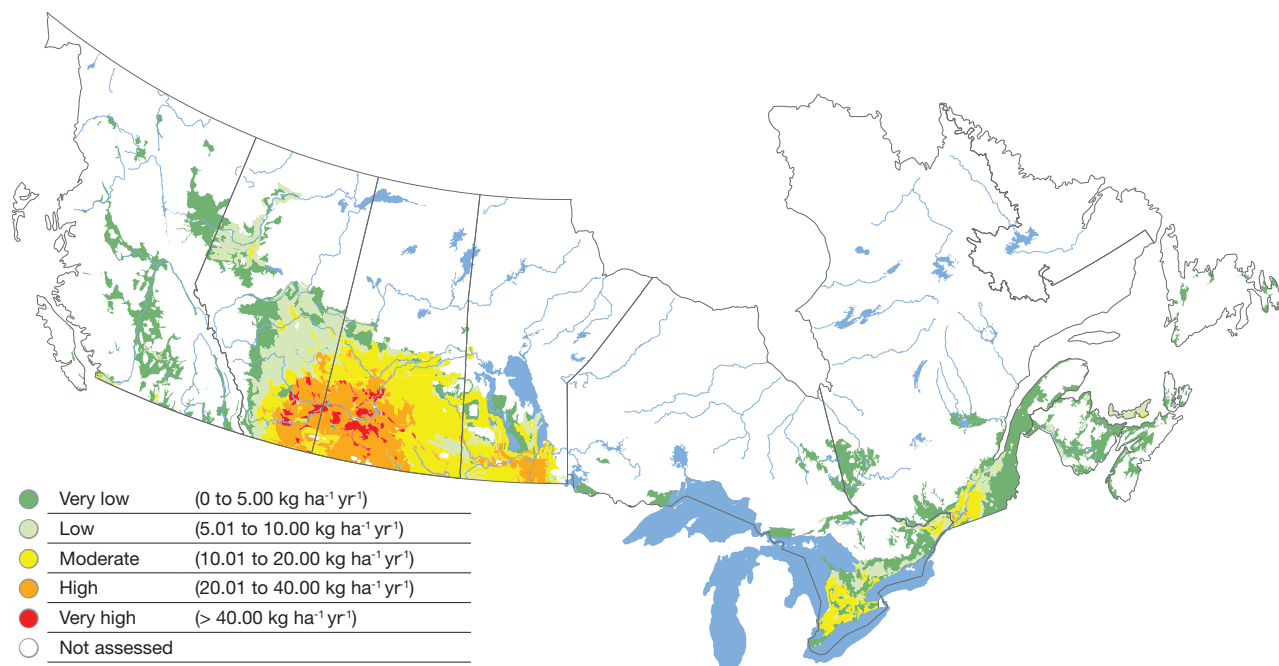 Very low (0 to 5.00 kg ha⁻¹ yr⁻¹)
Low (5.01 to 10.00 kg ha⁻¹ yr⁻¹)
Moderate (10.01 to 20.00 kg ha⁻¹ yr⁻¹)
High (20.01 to 40.00 kg ha⁻¹ yr⁻¹)
Very high (> 40.00 kg ha⁻¹ yr⁻¹)
Not assessed